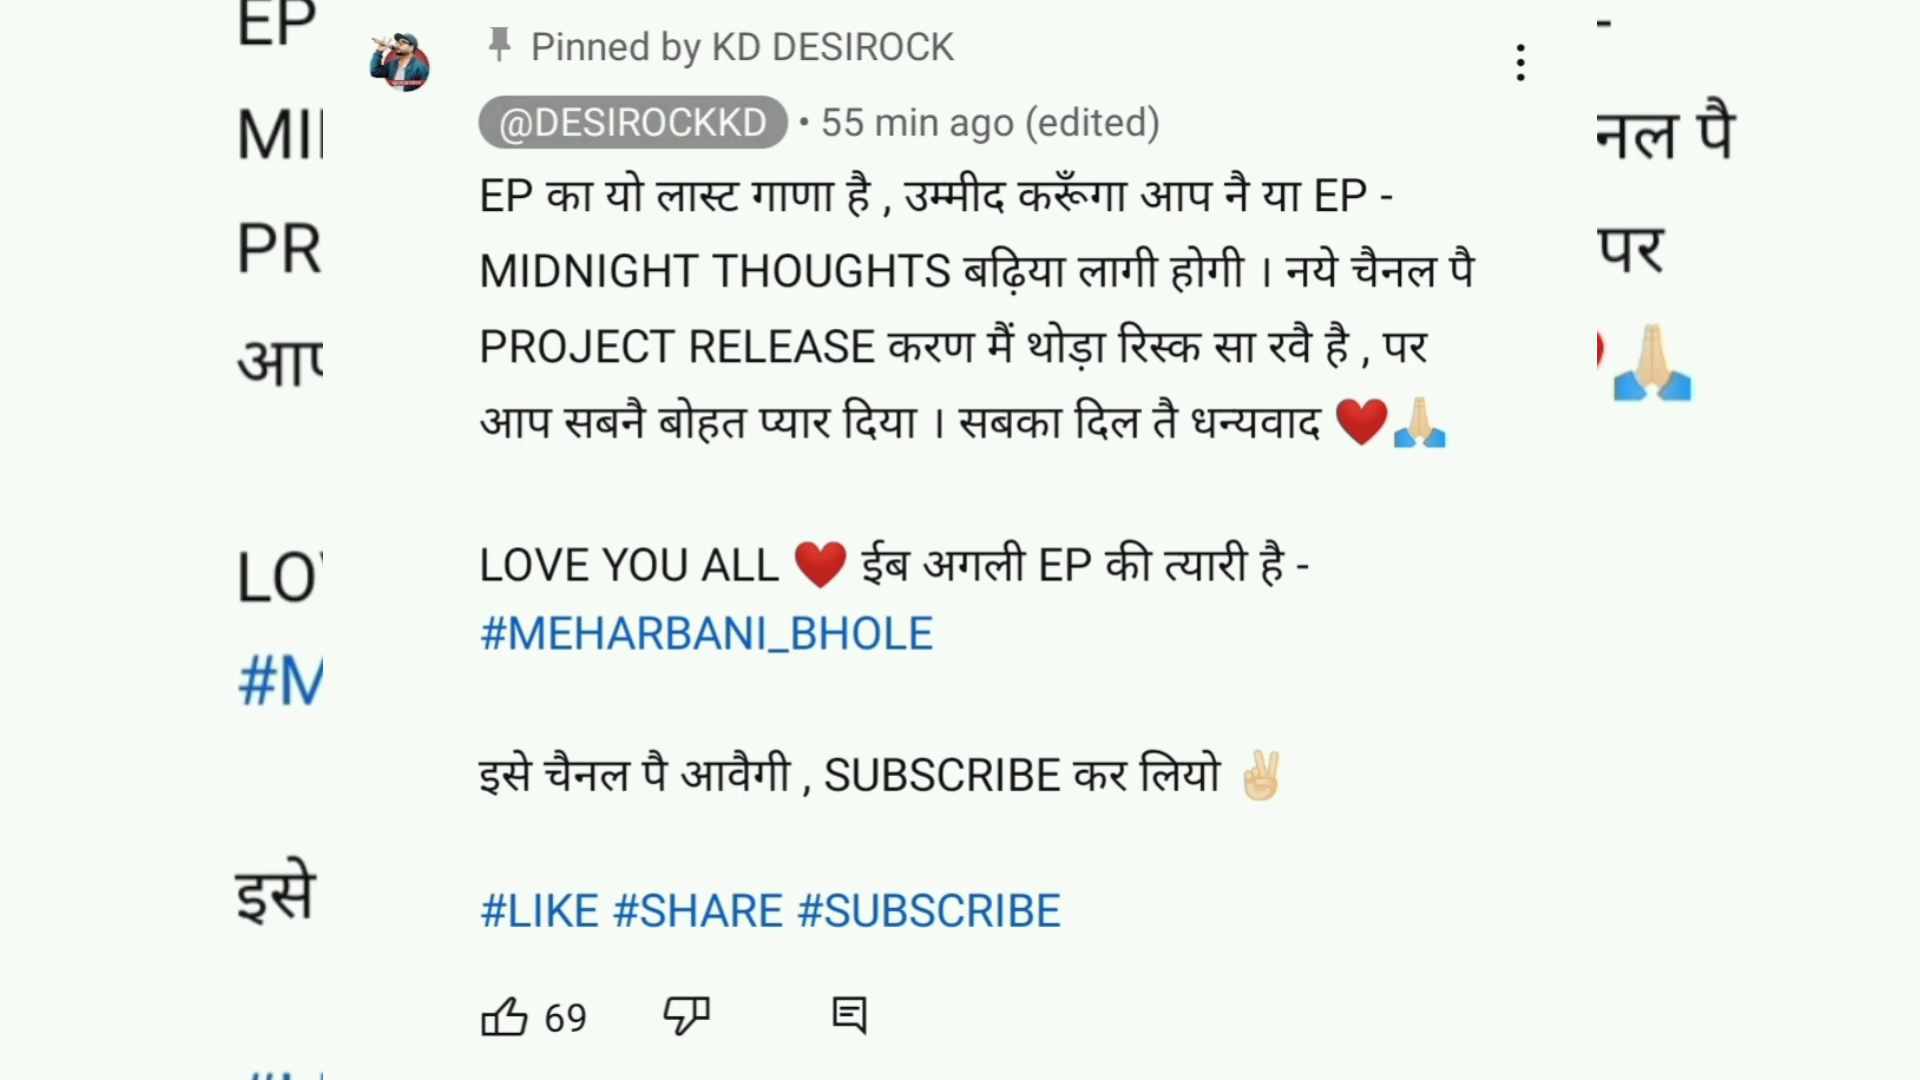 Pinned by KD DESIROCK
@DESIROCKKD • 55 min ago (edited)
EP का यो लास्ट गाणा है , उम्मीद करूँगा आप नै या EP -
MIDNIGHT THOUGHTS बढ़िया लागी होगी । नये चैनल पै
PROJECT RELEASE करण मैं थोड़ा रिस्क सा रवै है , पर
आप सबनै बोहत प्यार दिया । सबका दिल तै धन्यवाद ❤️🙏🏻
LOVE YOU ALL ❤️ ईब अगली EP की त्यारी है -
#MEHARBANI_BHOLE
इसे चैनल पै आवैगी , SUBSCRIBE कर लियो ✌🏻
#LIKE #SHARE #SUBSCRIBE
69